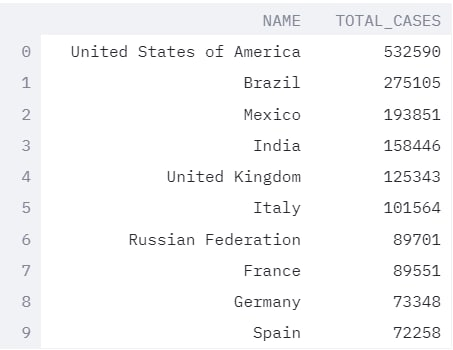 NAME TOTAL_CASES
0 United States of America 532590
1 Brazil 275105
2 Mexico 193851
3 India 158446
4 United Kingdom 125343
5 Italy 101564
6 Russian Federation 89701
7 France 89551
8 Germany 73348
9 Spain 72258